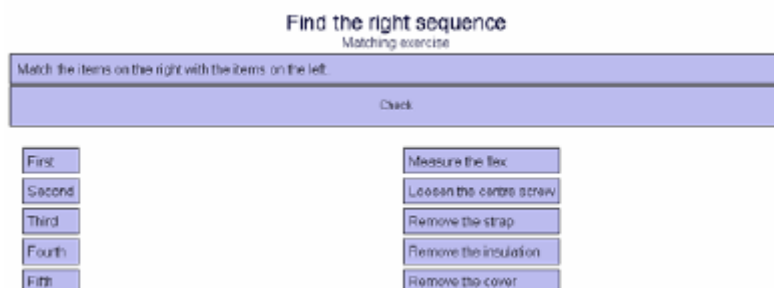 Find the right sequence
Matching exercise
Match the items on the right with the items on the left.
Check
First Measure the flex
Second Loosen the centre screw
Third Remove the strap
Fourth Remove the insulation
Fifth Remove the cover